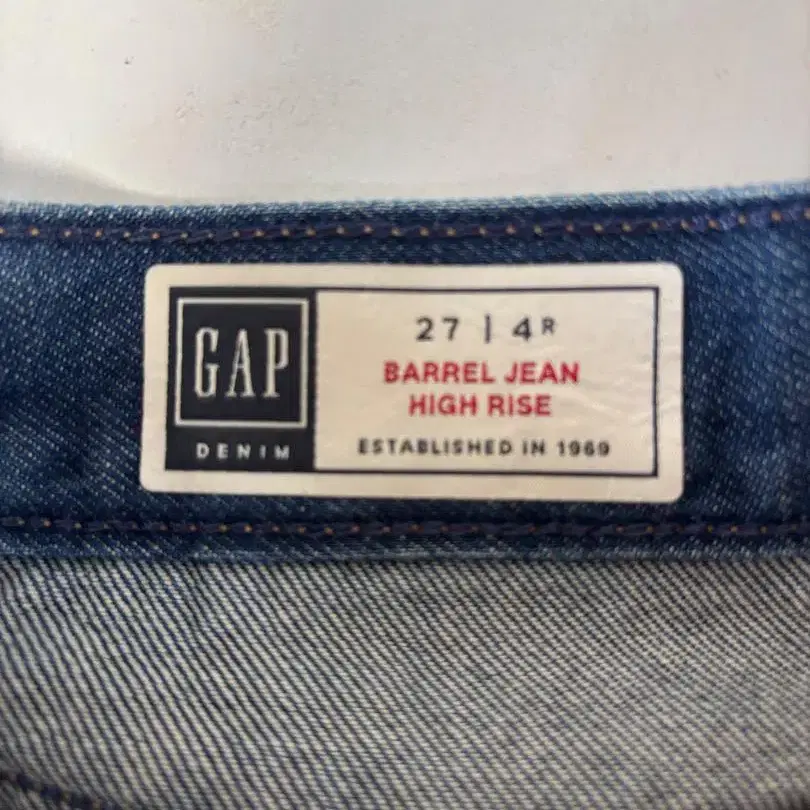 GAP
DENIM
27 | 4R
BARREL JEAN
HIGH RISE
ESTABLISHED IN 1969